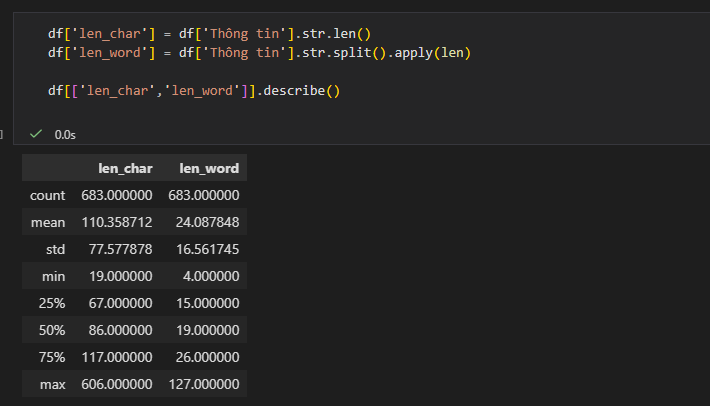 df['len_char'] = df['Thông tin'].str.len()
df['len_word'] = df['Thông tin'].str.split().apply(len)
df[['len_char','len_word']].describe()
]
0.0s
len_char len_word
count 683.000000 683.000000
mean 110.358712 24.087848
std 77.577878 16.561745
min 19.000000 4.000000
25% 67.000000 15.000000
50% 86.000000 19.000000
75% 117.000000 26.000000
max 606.000000 127.000000